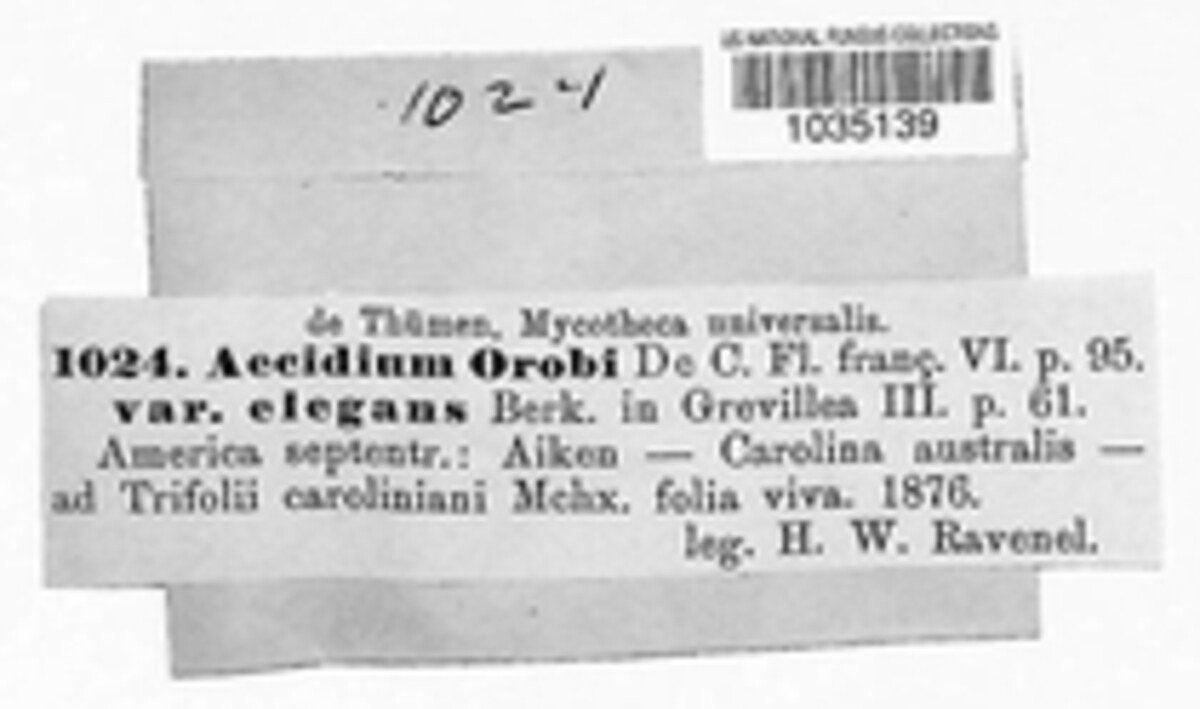 1024
US NATIONAL FUNGUS COLLECTIONS
1035139
de Thümen, Mycotheca universalis.
1024. Aecidium Orobi De C. Fl. franç. VI. p. 95.
var. elegans Berk. in Grevillea III. p. 61.
America septentr.: Aiken — Carolina australis —
ad Trifolii caroliniani Mchx. folia viva. 1876.
leg. H. W. Ravenel.